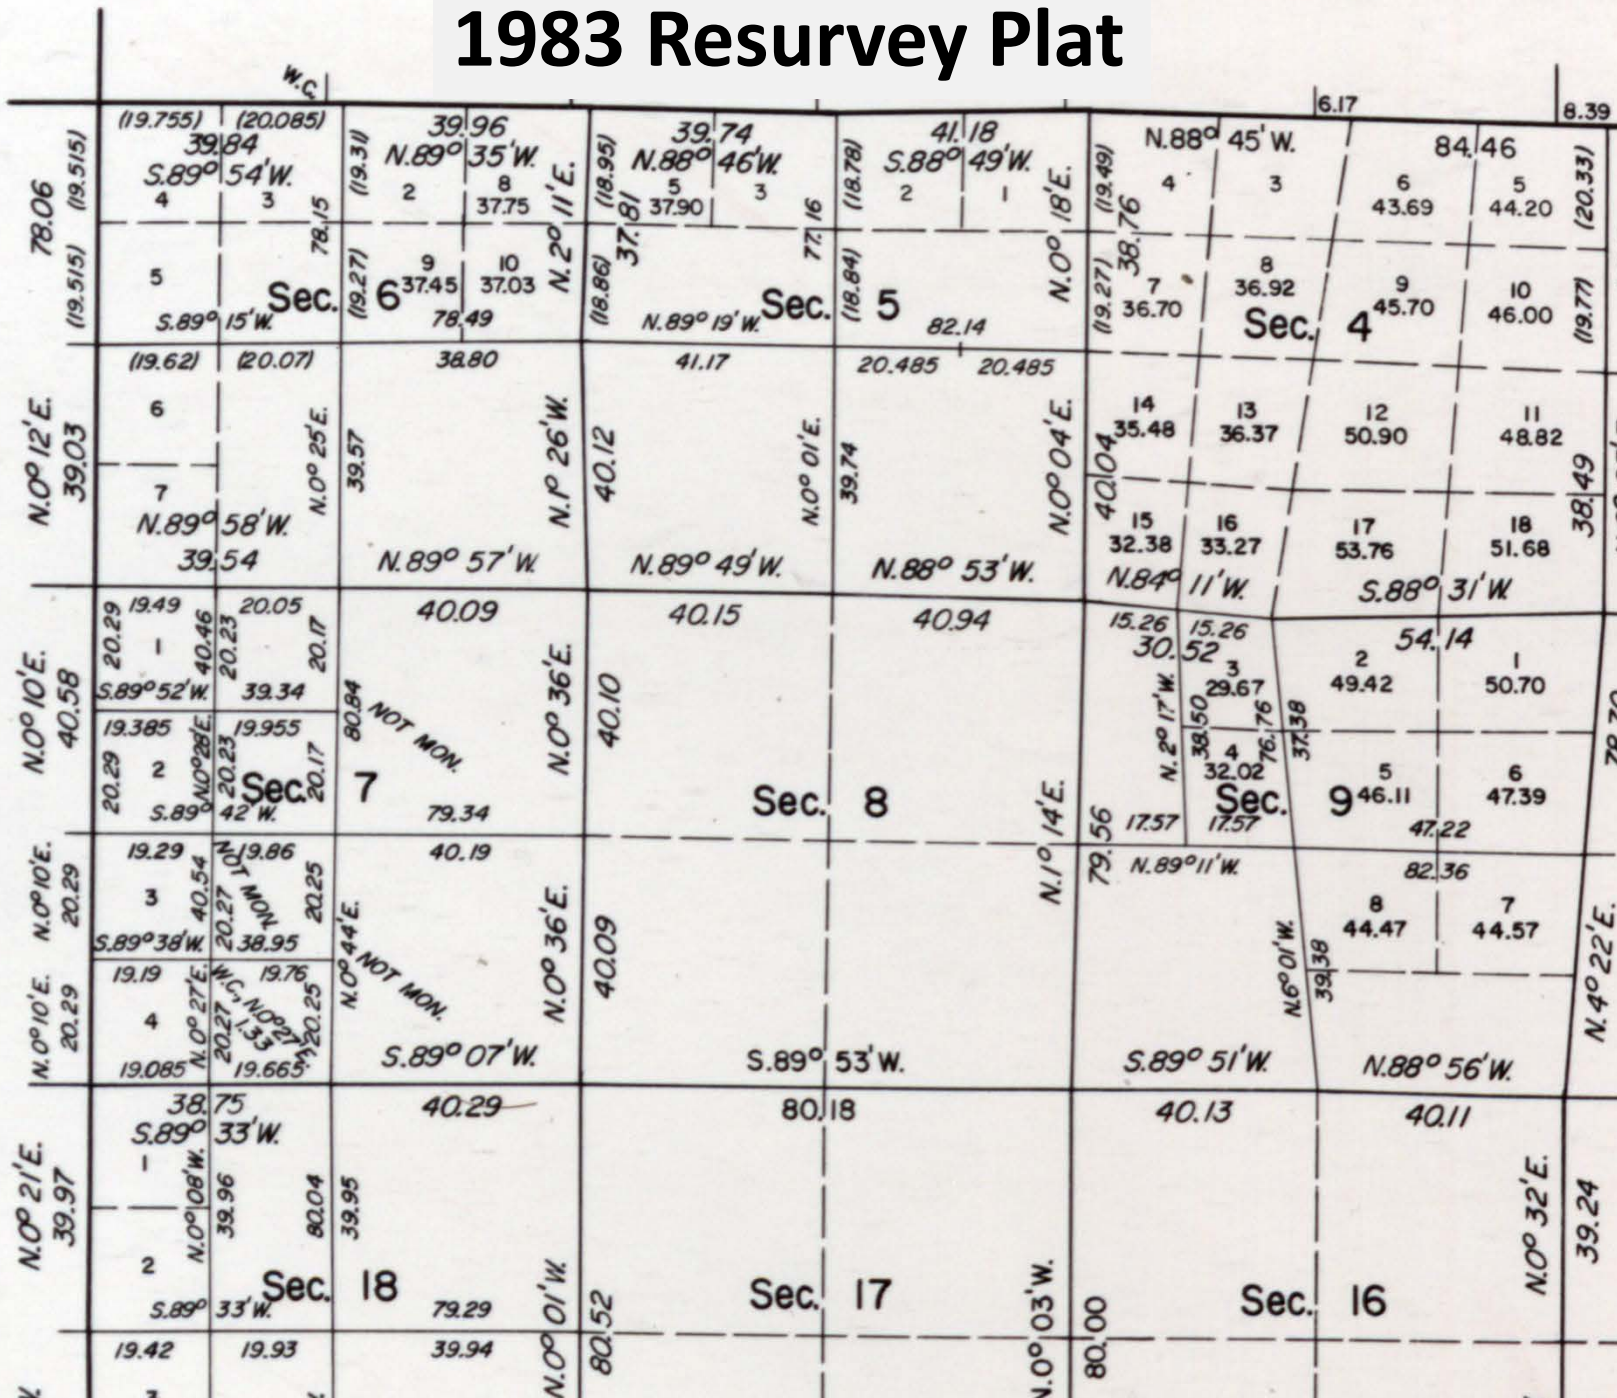 1983 Resurvey Plat
W.C.
6.17
8.39
(19.755) (20.085)
39.84
S.89° 54' W.
4 3
(19.515)
78.06
(19.515)
78.15
5
Sec. 6
S.89° 15' W.
(19.31)
39.96
N.89° 35' W.
2
8
37.75
(19.27)
9
37.45
10
37.03
78.49
N.2° 11' E.
(18.95)
37.81
39.74
N.88° 46' W.
5
37.90
3
77.16
(18.86)
N.89° 19' W.
Sec. 5
(18.78)
41.18
S.88° 49' W.
2 1
(18.84)
82.14
N.0° 18' E.
(19.49)
38.76
N.88° 45' W.
84.46
4 3
6
43.69
5
44.20
(20.33)
(19.27)
7
36.70
8
36.92
9
45.70
10
46.00
(19.77)
Sec. 4
(19.62) (20.07)
6
7
N.0° 12' E.
39.03
N.0° 25' E.
39.57
N.89° 58' W.
39.54
38.80
N.89° 57' W.
N.1° 26' W.
40.12
41.17
N.89° 49' W.
N.0° 01' E.
39.74
20.485 20.485
N.88° 53' W.
N.0° 04' E.
40.04
14
35.48
13
36.37
12
50.90
11
48.82
15
32.38
16
33.27
17
53.76
18
51.68
38.49
N.84° 11' W.
S.88° 31' W.
N.0° 10' E.
40.58
20.29
19.49
1
40.46
20.23
20.05
20.17
S.89° 52' W. 39.34
19.385
19.955
20.29
2
N.0° 28' E.
20.23
20.17
Sec. 7
S.89° 42' W.
80.84
NOT MON.
40.09
79.34
N.0° 36' E.
40.10
40.15
40.94
Sec. 8
N.1° 14' E.
79.56
15.26 15.26
30.52
3
29.67
N.2° 17' W.
38.50
76.76
37.38
4
32.02
17.57 17.57
Sec. 9
54.14
2
49.42
1
50.70
5
46.11
6
47.39
47.22
N.89° 11' W.
82.36
8
44.47
7
44.57
N.6° 01' W.
39.38
N.4° 22' E.
N.0° 10' E.
20.29
19.29
19.86
3
40.54
20.27
NOT MON.
20.25
S.89° 38' W. 38.95
N.0° 10' E.
20.29
19.19
19.76
4
N.0° 27' E.
20.27
W.C., N.0° 27'
1.33
20.25
19.085 19.665
40.19
N.0° 44' E.
NOT MON.
S.89° 07' W.
N.0° 36' E.
40.09
S.89° 53' W.
S.89° 51' W.
N.88° 56' W.
38.75
S.89° 33' W.
N.0° 21' E.
39.97
1
2
N.0° 08' W.
39.96
80.04
39.95
40.29
Sec. 18
S.89° 33' W.
79.29
80.18
Sec. 17
N.0° 01' W.
80.52
N.0° 03' W.
80.00
40.13
40.11
Sec. 16
N.0° 32' E.
39.24
19.42 19.93 39.94